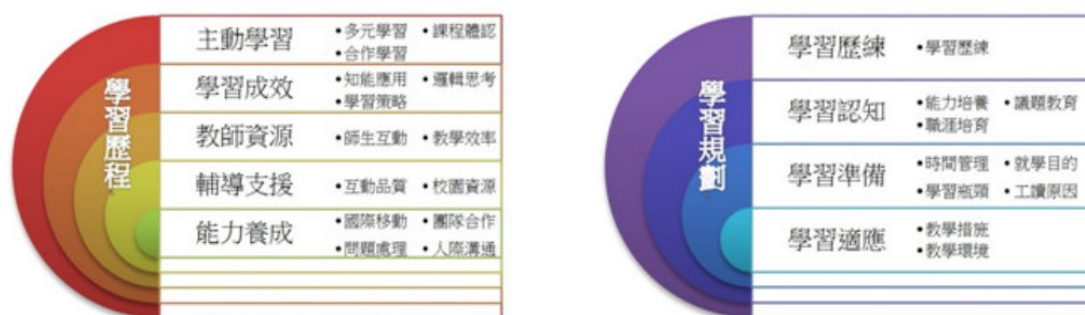 學習歷程
主動學習
•多元學習 •課程體認
•合作學習
學習成效
•知能應用 •邏輯思考
•學習策略
教師資源
•師生互動 •教學效率
輔導支援
•互動品質 •校園資源
能力養成
•國際移動 •團隊合作
•問題處理 •人際溝通
學習規劃
學習歷練
•學習歷練
學習認知
•能力培養 •議題教育
•職涯培育
學習準備
•時間管理 •就學目的
•學習瓶頸 •工讀原因
學習適應
•教學措施
•教學環境